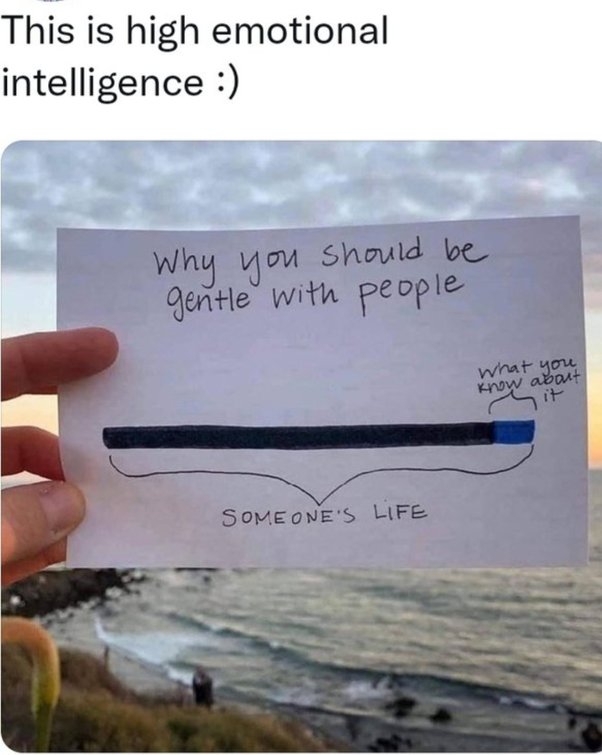 This is high emotional
intelligence :)
Why you should be
gentle with people
what you
know about
it
SOMEONE'S LIFE